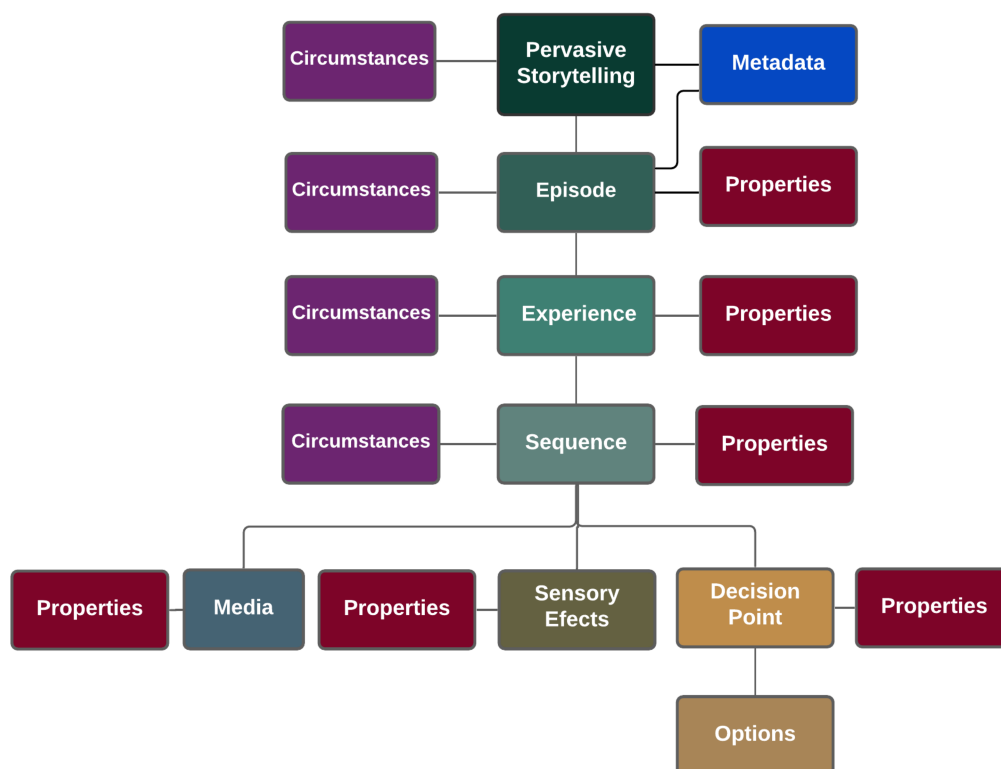 Circumstances
Pervasive
Storytelling
Metadata
Circumstances
Episode
Properties
Circumstances
Experience
Properties
Circumstances
Sequence
Properties
Properties
Media
Properties
Sensory
Efects
Decision
Point
Properties
Options